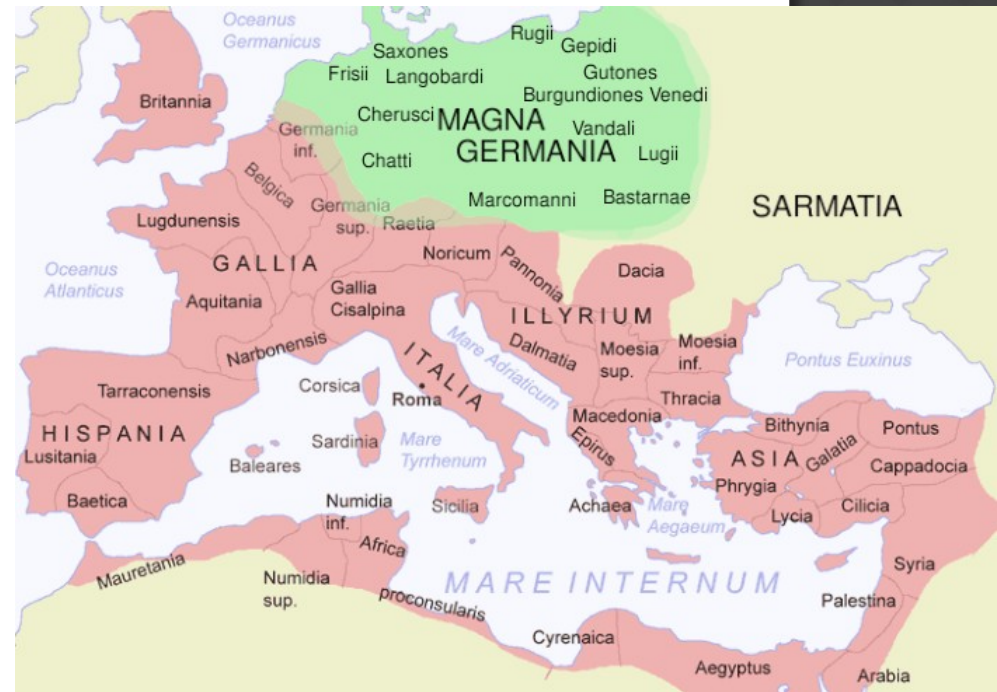 Oceanus
Germanicus
Rugii
Gepidi
Saxones
Frisii
Langobardi
Gutones
Burgundiones Venedi
Britannia
Cherusci
MAGNA
GERMANIA
Vandali
Lugii
Germania
inf.
Chatti
Belgica
Marcomanni
Bastarnae
SARMATIA
Germania
sup.
Raetia
Lugdunensis
Noricum
Pannonia
Dacia
Oceanus
Atlanticus
GALLIA
Gallia
Cisalpina
Aquitania
ILLYRIUM
Dalmatia
Moesia
sup.
Moesia
inf.
Pontus Euxinus
Narbonensis
ITALIA
Mare Adriaticum
Tarraconensis
Corsica
Roma
Thracia
Macedonia
Bithynia
Pontus
HISPANIA
Lusitania
Sardinia
Mare
Tyrrhenum
Epirus
ASIA
Galatia
Cappadocia
Baleares
Phrygia
Baetica
Numidia
inf.
Sicilia
Achaea
Mare
Aegaeum
Lycia
Cilicia
Africa
proconsularis
Mauretania
Numidia
sup.
MARE INTERNUM
Syria
Palestina
Cyrenaica
Aegyptus
Arabia